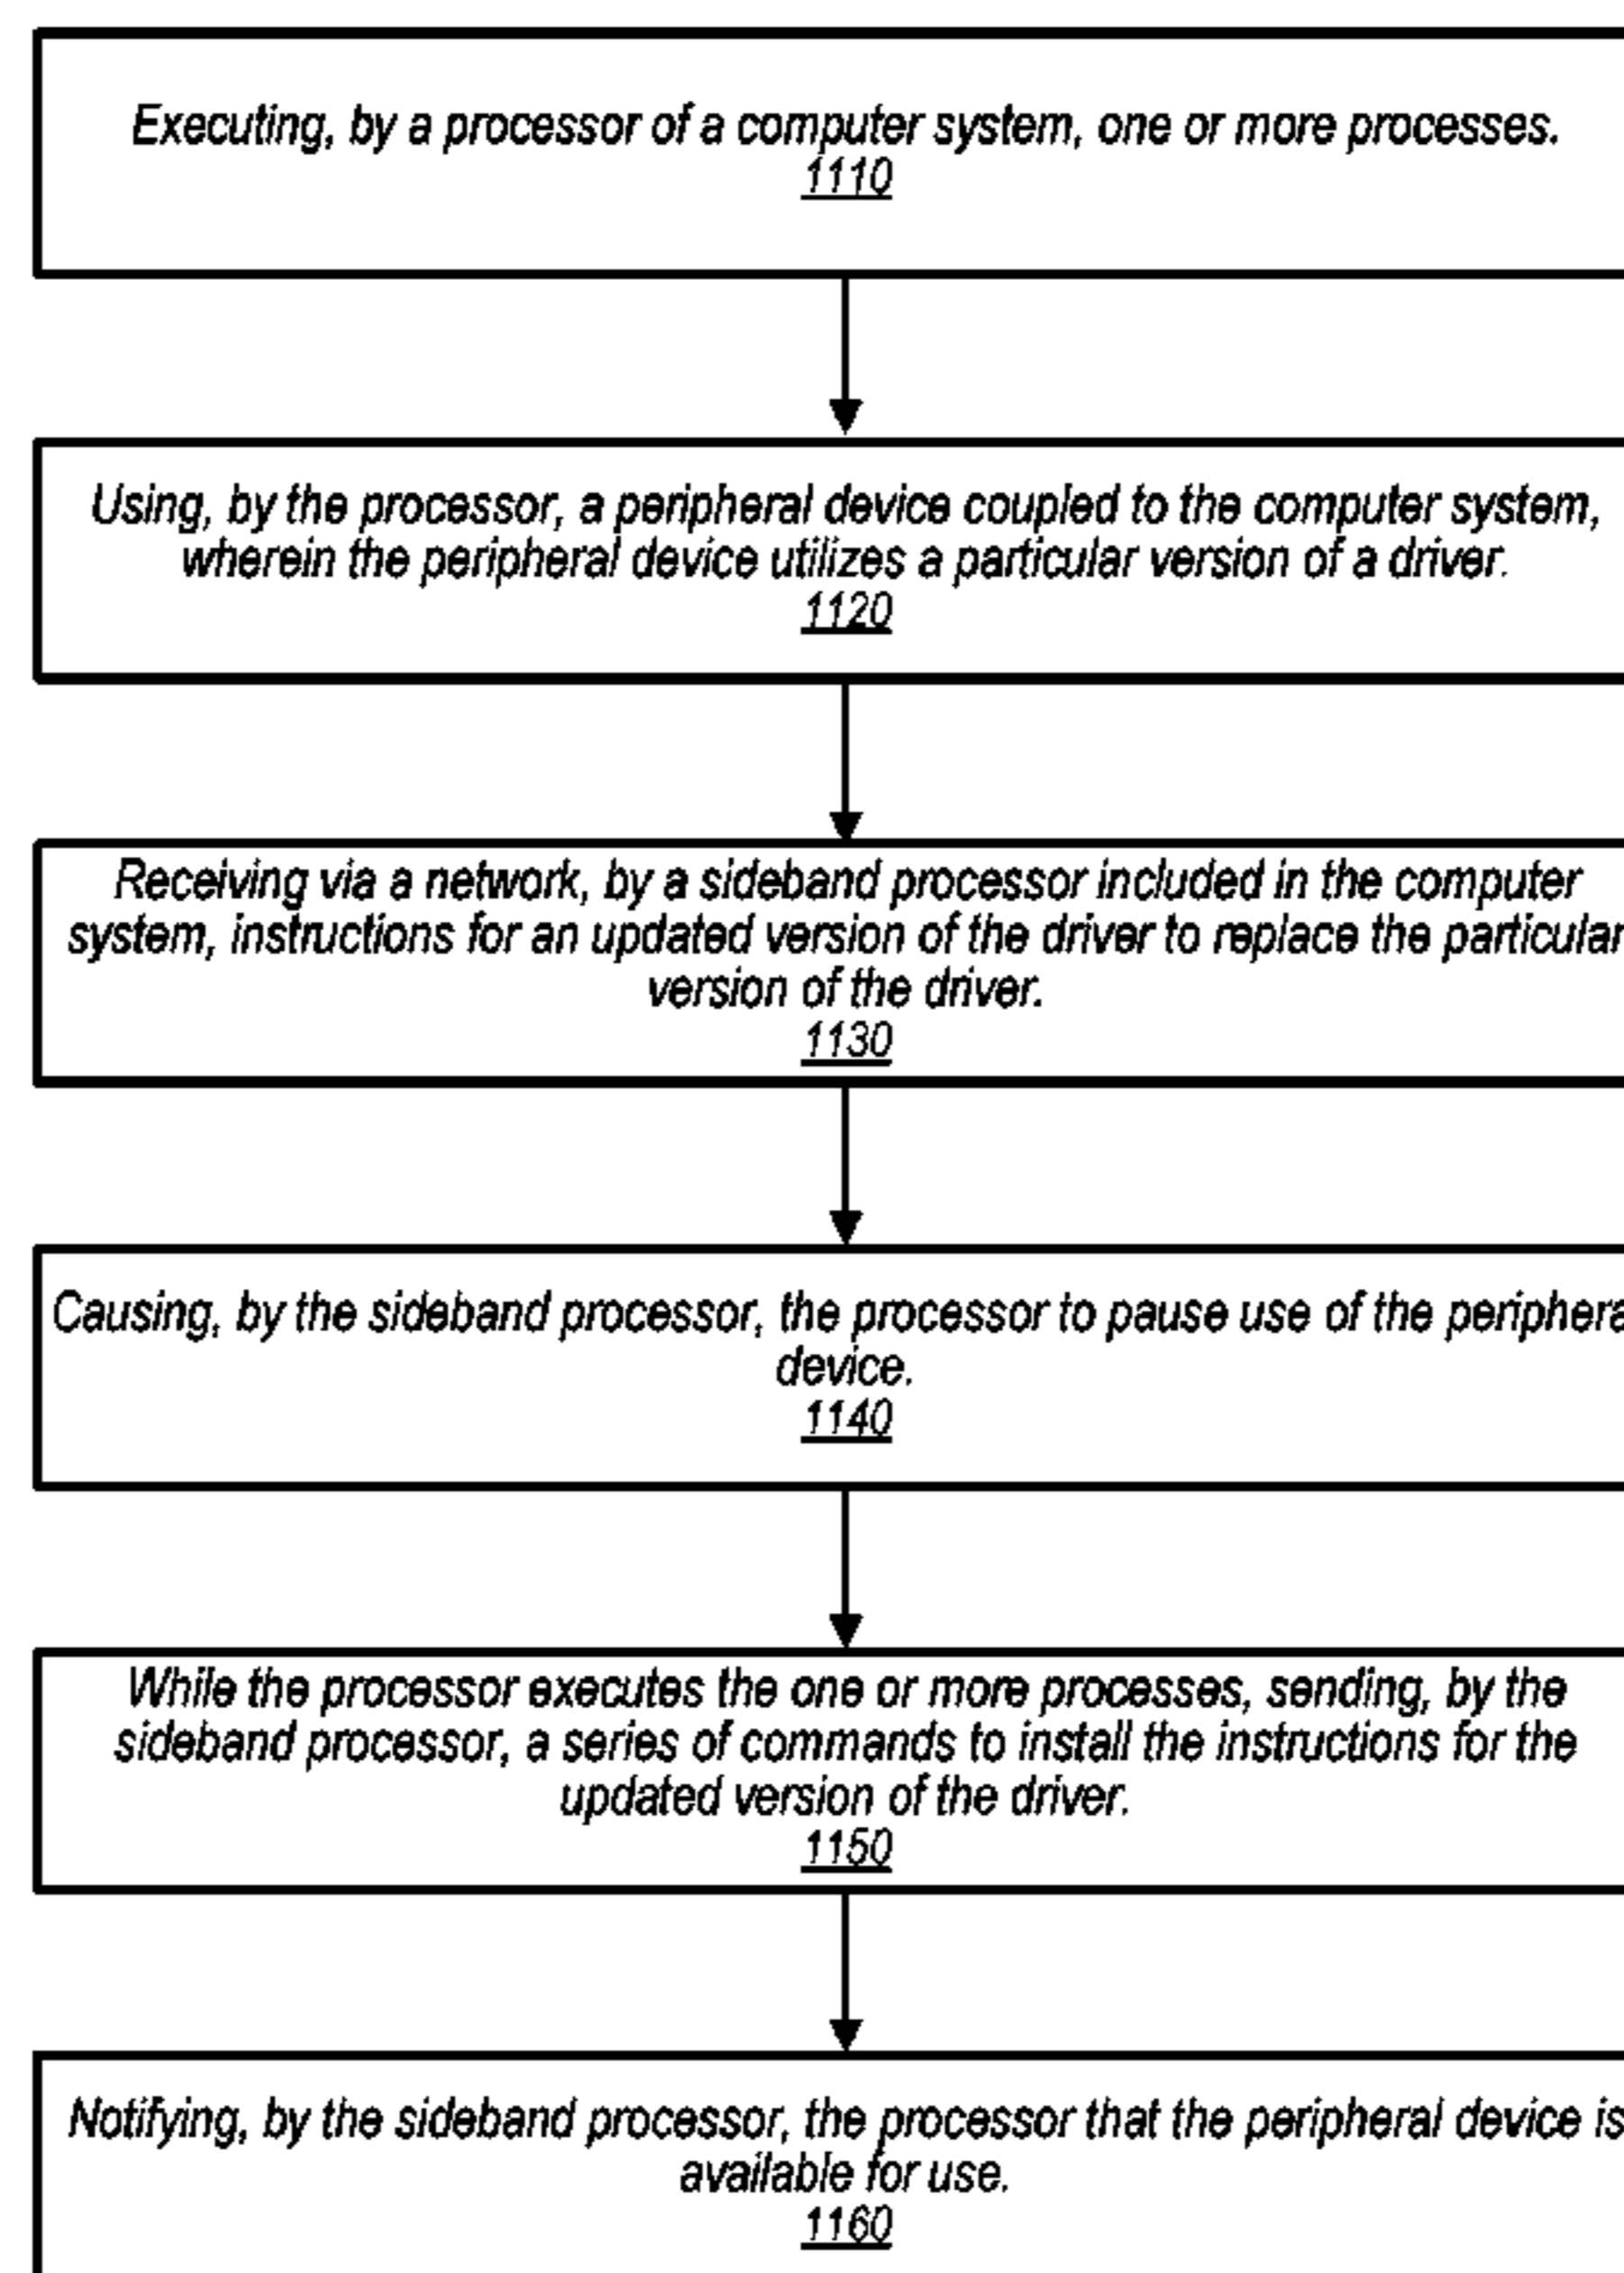 Executing, by a processor of a computer system, one or more processes.
1110
Using, by the processor, a peripheral device coupled to the computer system,
wherein the peripheral device utilizes a particular version of a driver.
1120
Receiving via a network, by a sideband processor included in the computer
system, instructions for an updated version of the driver to replace the particular
version of the driver.
1130
Causing, by the sideband processor, the processor to pause use of the periphera
device.
1140
While the processor executes the one or more processes, sending, by the
sideband processor, a series of commands to install the instructions for the
updated version of the driver.
1150
Notifying, by the sideband processor, the processor that the peripheral device is
available for use.
1160